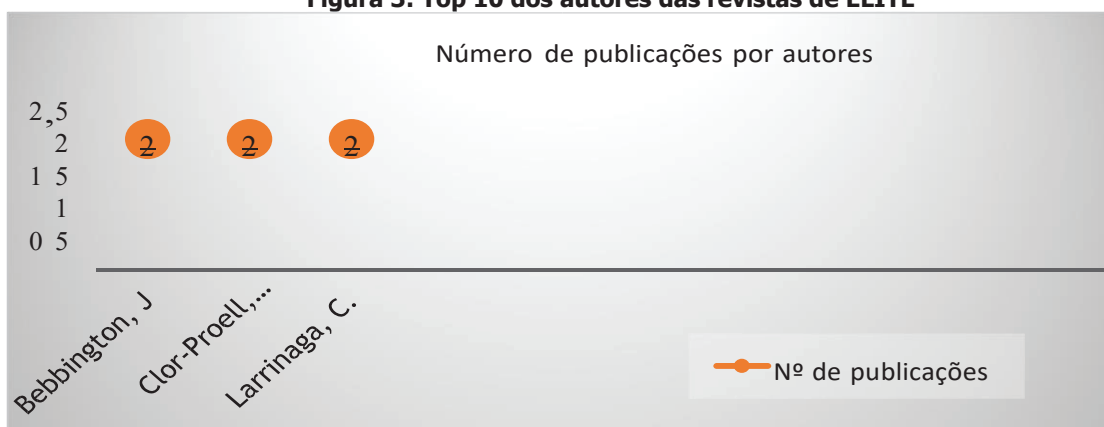 Figura 5: Top 10 dos autores das revistas de ELITE
Número de publicações por autores
2,5
2
1 5
1
0 5
2 2 2
Bebbington, J
Clor-Proell,...
Larrinaga, C.
Nº de publicações